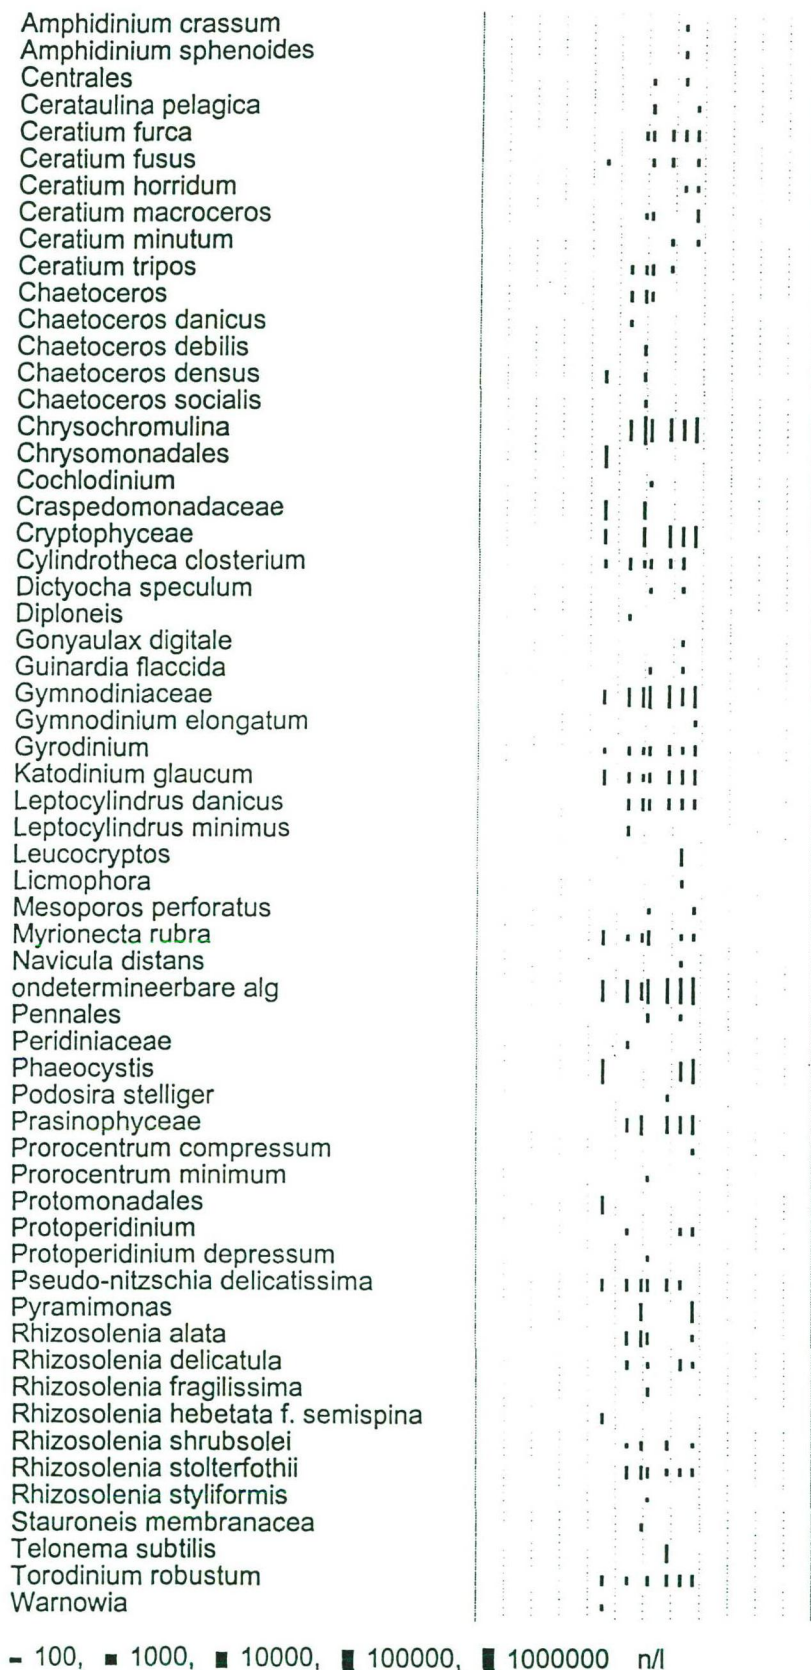 Amphidinium crassum
Amphidinium sphenoides
Centrales
Cerataulina pelagica
Ceratium furca
Ceratium fusus
Ceratium horridum
Ceratium macroceros
Ceratium minutum
Ceratium tripos
Chaetoceros
Chaetoceros danicus
Chaetoceros debilis
Chaetoceros densus
Chaetoceros socialis
Chrysochromulina
Chrysomonadales
Cochlodinium
Craspedomonadaceae
Cryptophyceae
Cylindrotheca closterium
Dictyocha speculum
Diploneis
Gonyaulax digitale
Guinardia flaccida
Gymnodiniaceae
Gymnodinium elongatum
Gyrodinium
Katodinium glaucum
Leptocylindrus danicus
Leptocylindrus minimus
Leucocryptos
Licmophora
Mesoporos perforatus
Myrionecta rubra
Navicula distans
ondetermineerbare alg
Pennales
Peridiniaceae
Phaeocystis
Podosira stelliger
Prasinophyceae
Prorocentrum compressum
Prorocentrum minimum
Protomonadales
Protoperidinium
Protoperidinium depressum
Pseudo-nitzschia delicatissima
Pyramimonas
Rhizosolenia alata
Rhizosolenia delicatula
Rhizosolenia fragilissima
Rhizosolenia hebetata f. semispina
Rhizosolenia shrubsolei
Rhizosolenia stolterfothii
Rhizosolenia styliformis
Stauroneis membranacea
Telonema subtilis
Torodinium robustum
Warnowia
100, 1000, 10000, 100000, 1000000 n/l